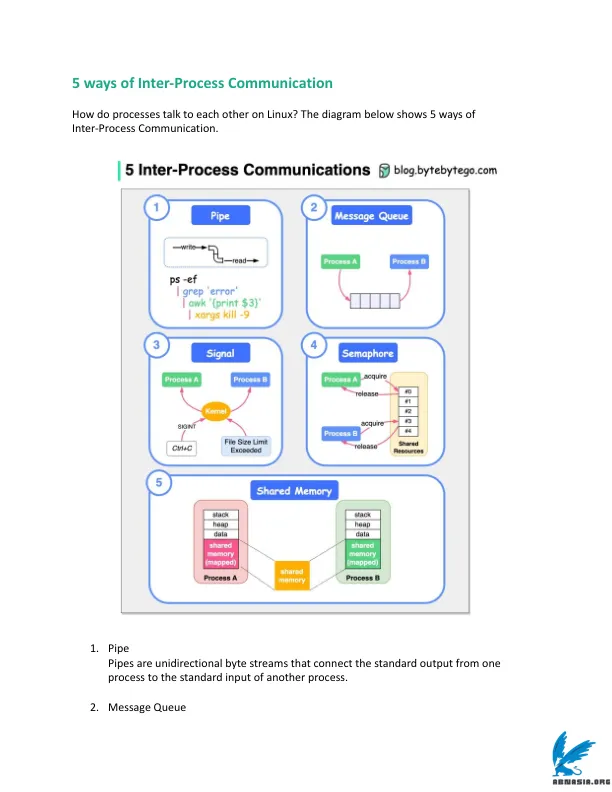 5 ways of Inter-Process Communication
How do processes talk to each other on Linux? The diagram below shows 5 ways of
Inter-Process Communication.
5 Inter-Process Communications blog.bytebytego.com
1
Pipe
write
read
ps -ef
| grep 'error'
| awk '{print $3}'
| xargs kill -9
2
Message Queue
Process A
Process B
3
Signal
Process A
Process B
Kernel
SIGINT
Ctrl+C
File Size Limit
Exceeded
4
Semaphore
Process A
acquire
release
Process B
acquire
release
#0
#1
#2
#3
#4
Shared
Resources
5
Shared Memory
stack
heap
data
shared
memory
(mapped)
Process A
shared
memory
stack
heap
data
shared
memory
(mapped)
Process B
1. Pipe
Pipes are unidirectional byte streams that connect the standard output from one
process to the standard input of another process.
2. Message Queue
ABNASIA.ORG